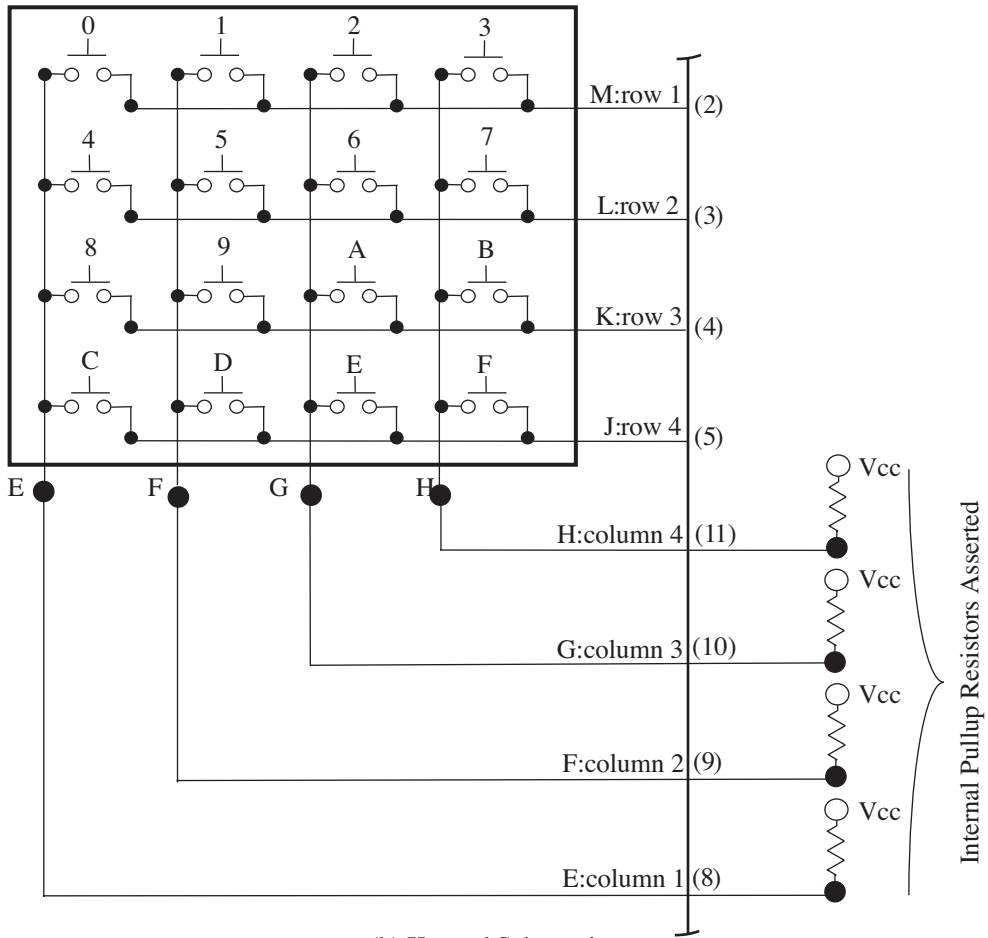 0 1 2 3
M:row 1 (2)
4 5 6 7
L:row 2 (3)
8 9 A B
K:row 3 (4)
C D E F
J:row 4 (5)
E F G H
Vcc
H:column 4 (11)
Vcc
G:column 3 (10)
Vcc
F:column 2 (9)
Vcc
E:column 1 (8)
Internal Pullup Resistors Asserted